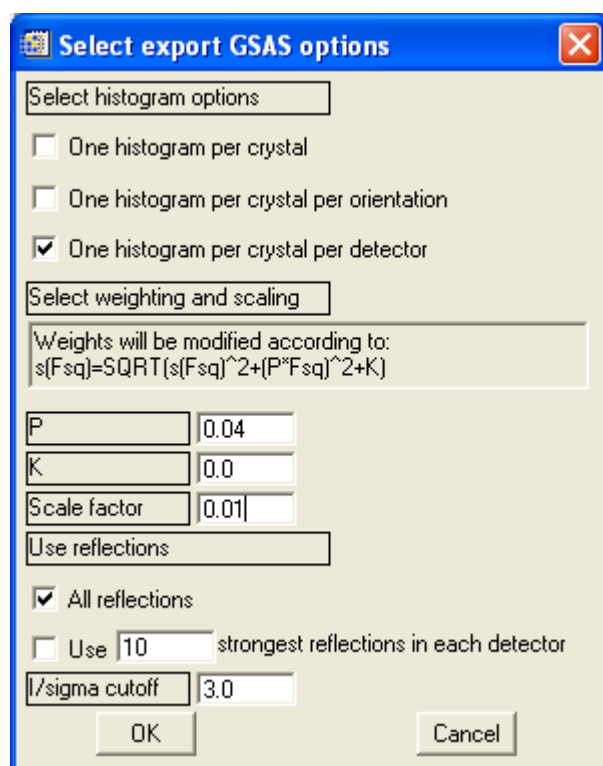 Select export GSAS options
Select histogram options
One histogram per crystal
One histogram per crystal per orientation
One histogram per crystal per detector
Select weighting and scaling
Weights will be modified according to:
s(Fsq)=SQRT(s(Fsq)^2+(P*Fsq)^2+K)
P 0.04
K 0.0
Scale factor 0.01
Use reflections
All reflections
Use 10 strongest reflections in each detector
I/sigma cutoff 3.0
OK Cancel